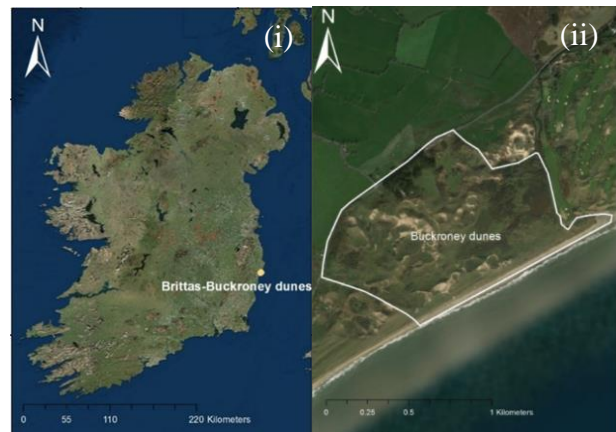 N
(i)
Brittas-Buckroney dunes
0 55 110 220 Kilometers
N
(ii)
Buckroney dunes
0 0.25 0.5 1 Kilometers